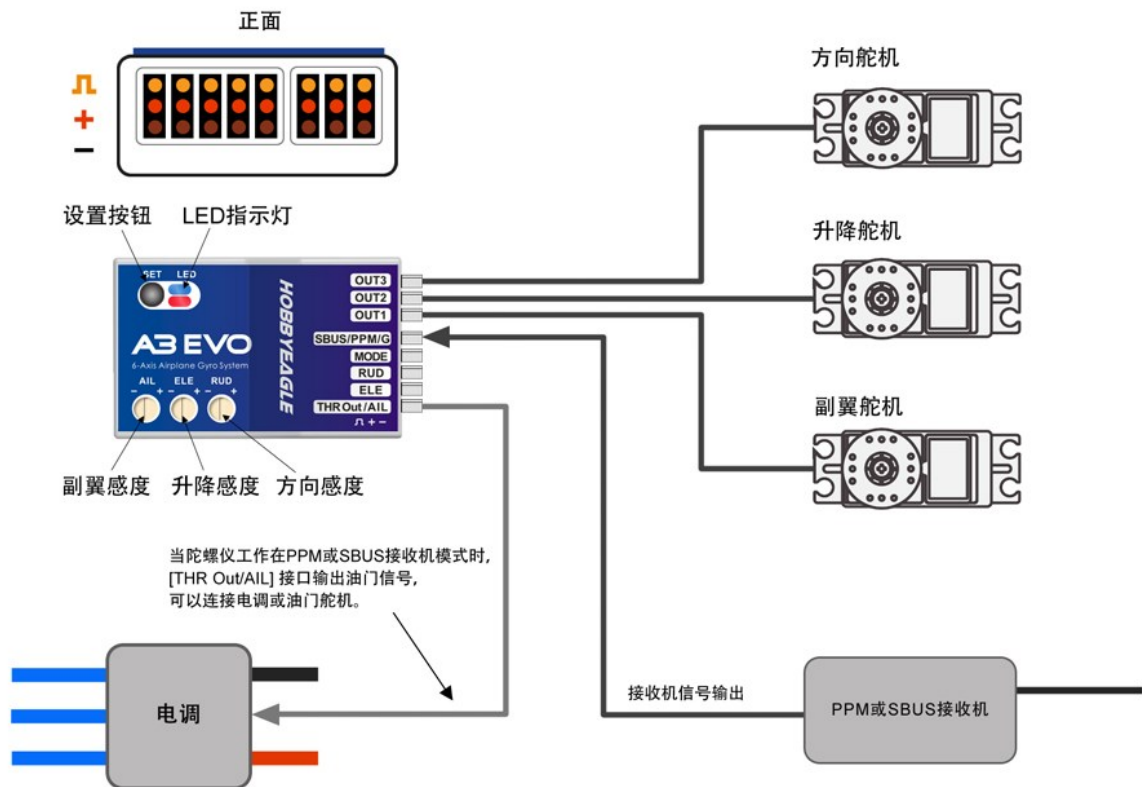 正面
+
−
方向舵机
升降舵机
副翼舵机
设置按钮
LED指示灯
SET LED
A3 EVO
6-Axis Airplane Gyro System
AIL ELE RUD
− + − + − +
HOBBYEAGLE
OUT3
OUT2
OUT1
SBUS/PPM/G
MODE
RUD
ELE
THR Out/AIL
+ −
副翼感度
升降感度
方向感度
当陀螺仪工作在PPM或SBUS接收机模式时,
[THR Out/AIL] 接口输出油门信号,
可以连接电调或油门舵机。
电调
接收机信号输出
PPM或SBUS接收机